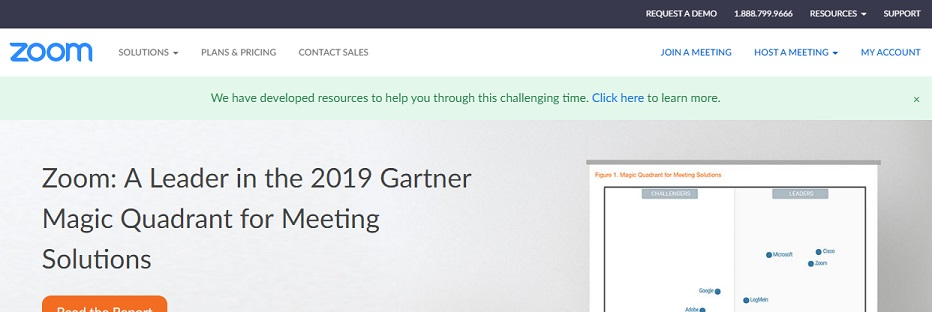 REQUEST A DEMO 1.888.799.9666 RESOURCES SUPPORT
zoom SOLUTIONS PLANS & PRICING CONTACT SALES JOIN A MEETING HOST A MEETING MY ACCOUNT
We have developed resources to help you through this challenging time. Click here to learn more. ×
Zoom: A Leader in the 2019 Gartner
Magic Quadrant for Meeting
Solutions
Read the Report
Figure 1. Magic Quadrant for Meeting Solutions
CHALLENGERS LEADERS
Microsoft Cisco
Zoom
Google
LogMeIn
Adobe